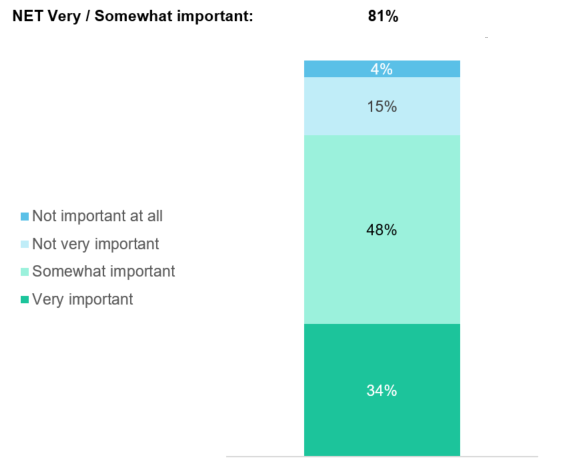 NET Very / Somewhat important: 81%
4%
15%
48%
34%
Not important at all
Not very important
Somewhat important
Very important